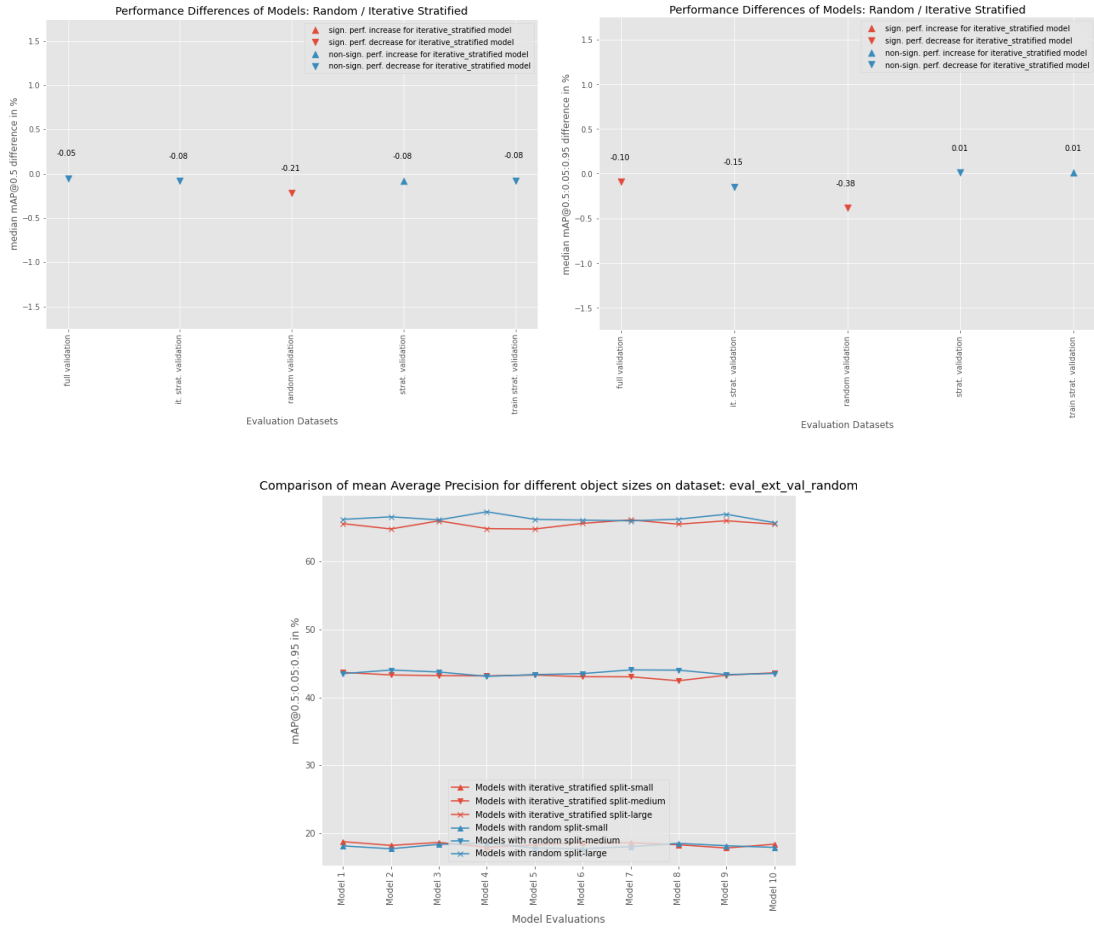 Performance Differences of Models: Random / Iterative Stratified
sign. perf. increase for iterative_stratified model
sign. perf. decrease for iterative_stratified model
non-sign. perf. increase for iterative_stratified model
non-sign. perf. decrease for iterative_stratified model
median mAP@0.5 difference in %
1.5
1.0
0.5
0.0
−0.5
−1.0
−1.5
-0.05
-0.08
-0.21
-0.08
-0.08
full validation
it. strat. validation
random validation
strat. validation
train strat. validation
Evaluation Datasets
Performance Differences of Models: Random / Iterative Stratified
sign. perf. increase for iterative_stratified model
sign. perf. decrease for iterative_stratified model
non-sign. perf. increase for iterative_stratified model
non-sign. perf. decrease for iterative_stratified model
median mAP@0.5:0.05:0.95 difference in %
1.5
1.0
0.5
0.0
−0.5
−1.0
−1.5
-0.10
-0.15
-0.38
0.01
0.01
full validation
it. strat. validation
random validation
strat. validation
train strat. validation
Evaluation Datasets
Comparison of mean Average Precision for different object sizes on dataset: eval_ext_val_random
mAP@0.5:0.05:0.95 in %
60
50
40
30
20
Models with iterative_stratified split-small
Models with iterative_stratified split-medium
Models with iterative_stratified split-large
Models with random split-small
Models with random split-medium
Models with random split-large
Model 1
Model 2
Model 3
Model 4
Model 5
Model 6
Model 7
Model 8
Model 9
Model 10
Model Evaluations